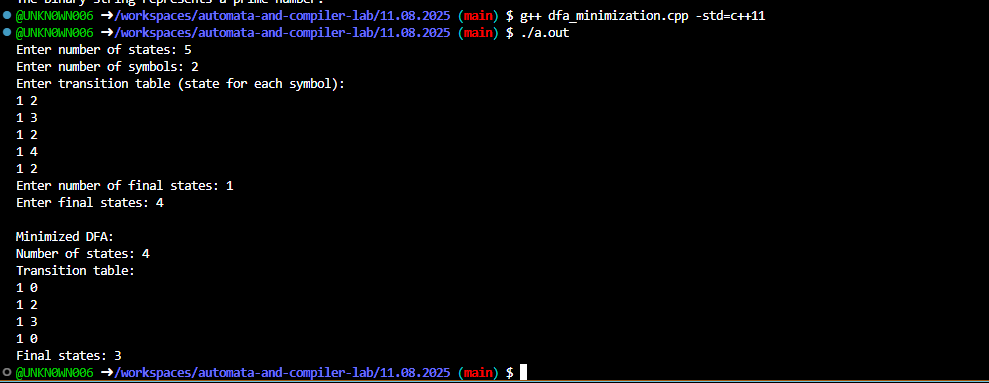 The binary string represents a prime number.
@UNKN0WN006 ➜/workspaces/automata-and-compiler-lab/11.08.2025 (main) $ g++ dfa_minimization.cpp -std=c++11
@UNKN0WN006 ➜/workspaces/automata-and-compiler-lab/11.08.2025 (main) $ ./a.out
Enter number of states: 5
Enter number of symbols: 2
Enter transition table (state for each symbol):
1 2
1 3
1 2
1 4
1 2
Enter number of final states: 1
Enter final states: 4
Minimized DFA:
Number of states: 4
Transition table:
1 0
1 2
1 3
1 0
Final states: 3
@UNKN0WN006 ➜/workspaces/automata-and-compiler-lab/11.08.2025 (main) $